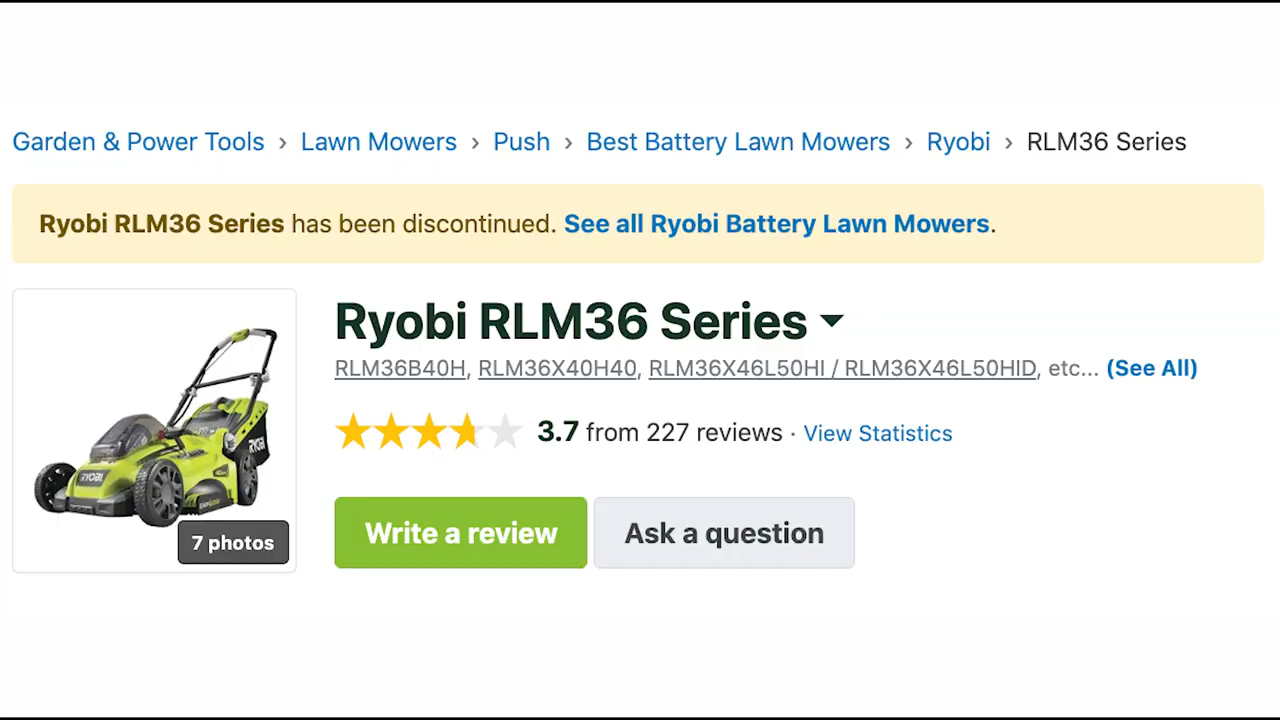 Garden & Power Tools › Lawn Mowers › Push › Best Battery Lawn Mowers › Ryobi › RLM36 Series
Ryobi RLM36 Series has been discontinued. See all Ryobi Battery Lawn Mowers.
Ryobi RLM36 Series
RLM36B40H, RLM36X40H40, RLM36X46L50HI / RLM36X46L50HID, etc... (See All)
3.7 from 227 reviews · View Statistics
RYOBI
RYOBI
7 photos
Write a review
Ask a question